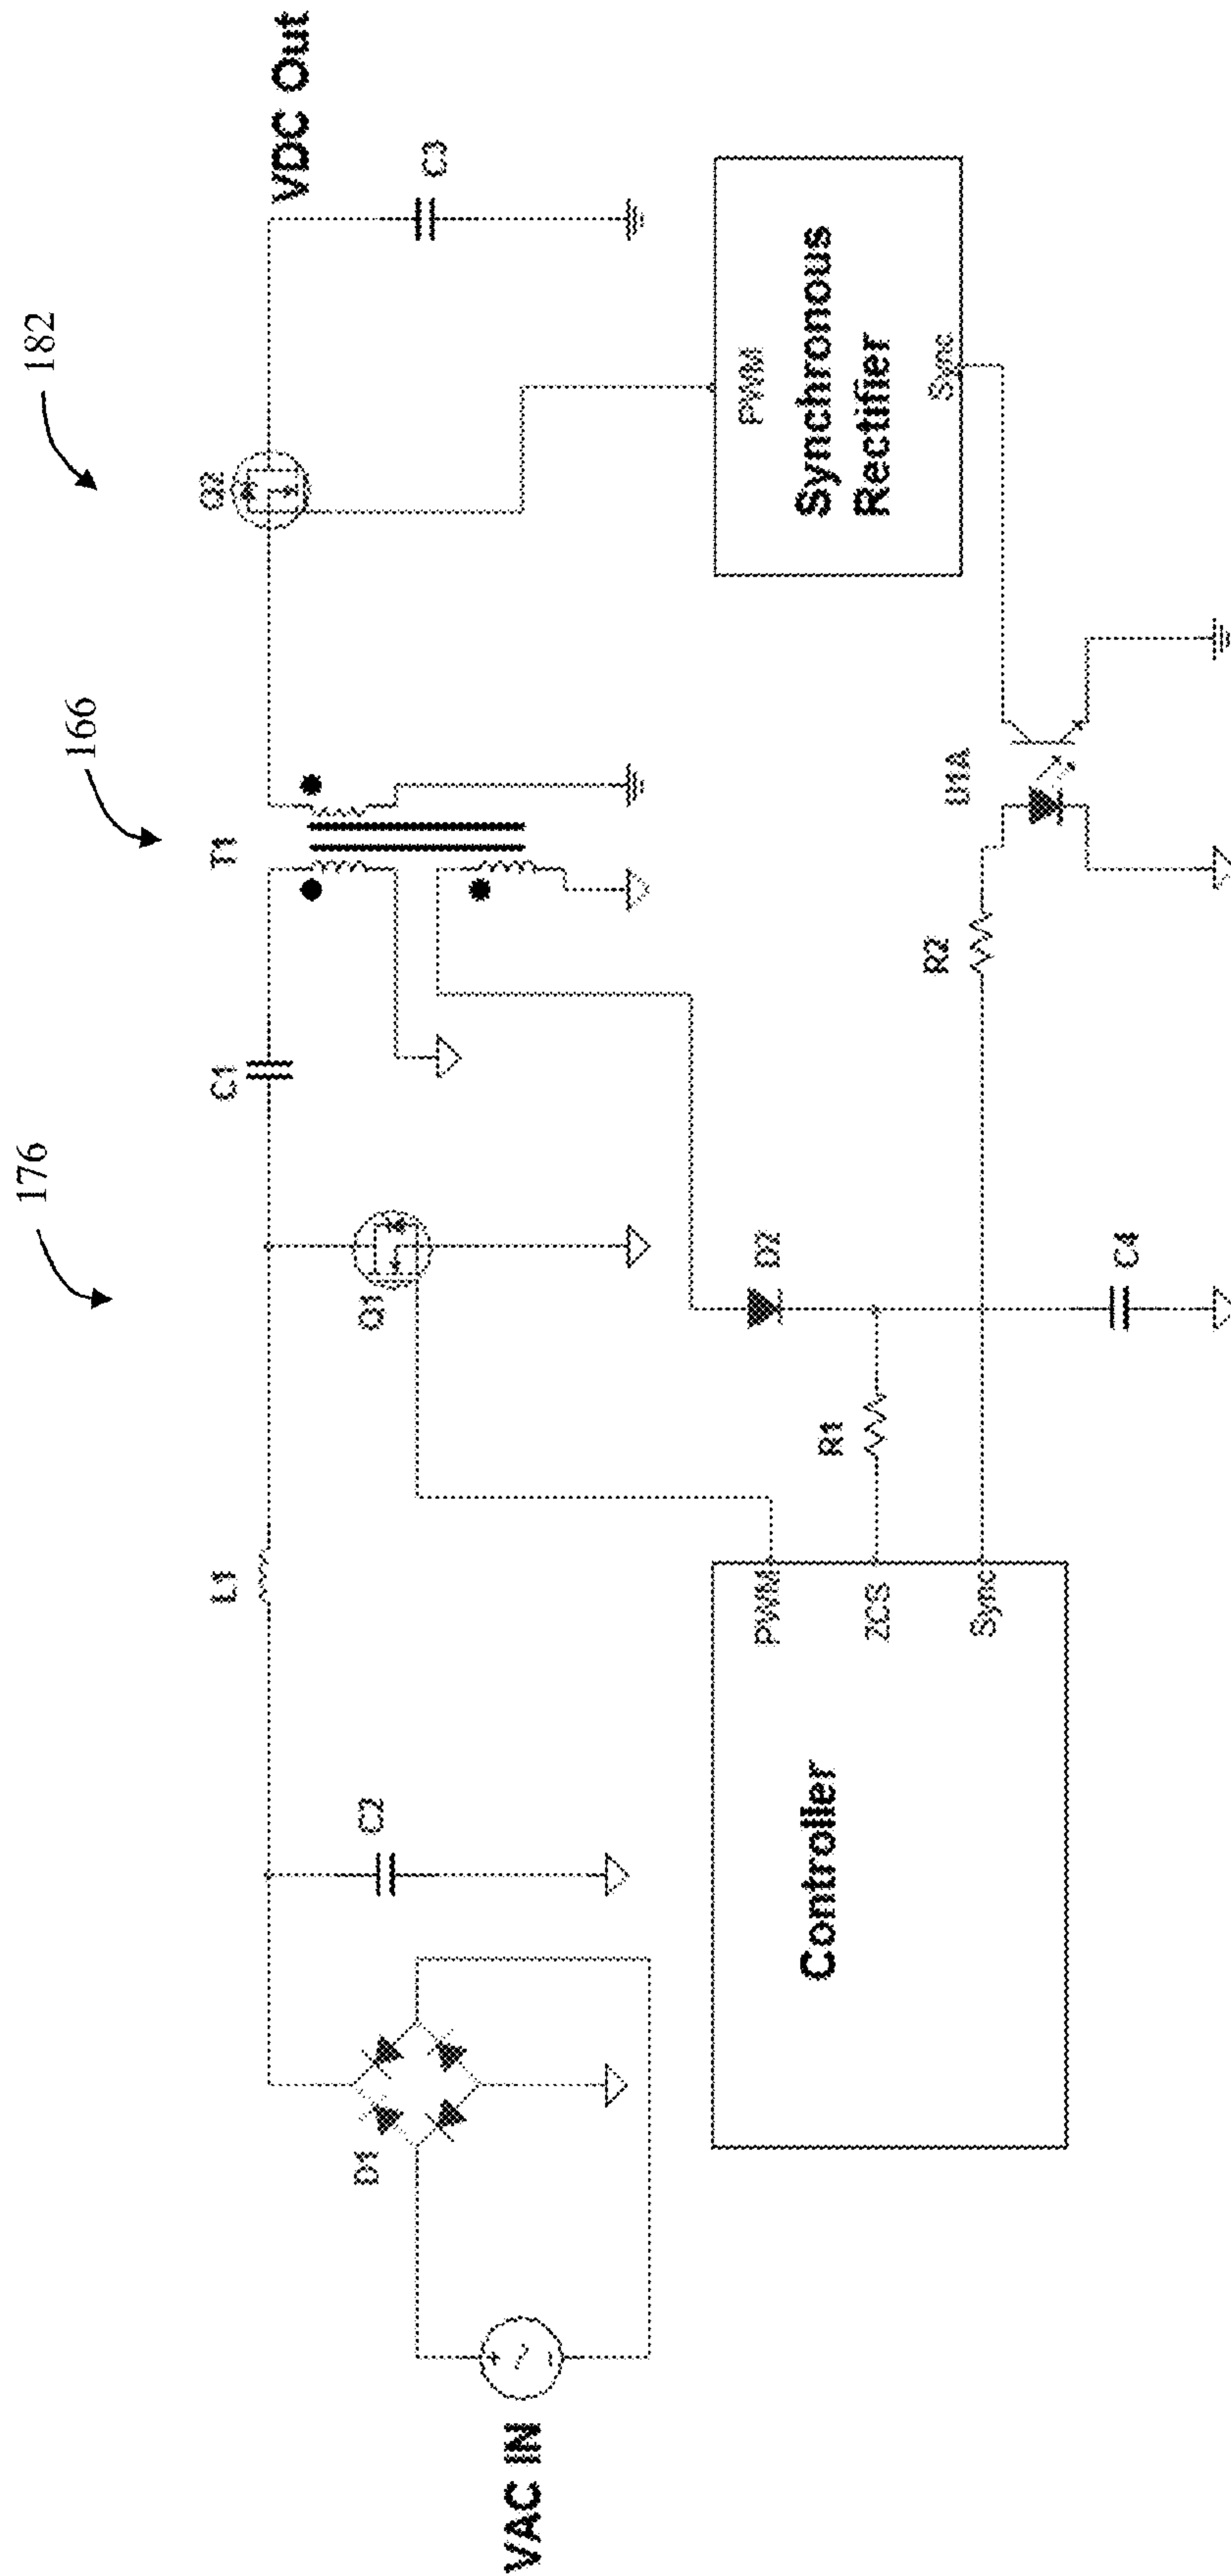 176
166
182
VAC IN
D1
C2
L1
Q1
C1
T1
Q2
VDC Out
C3
Controller
PWM
ZCS
Sync
R1
D2
C4
R2
U1A
PWM
Synchronous
Rectifier
Sync